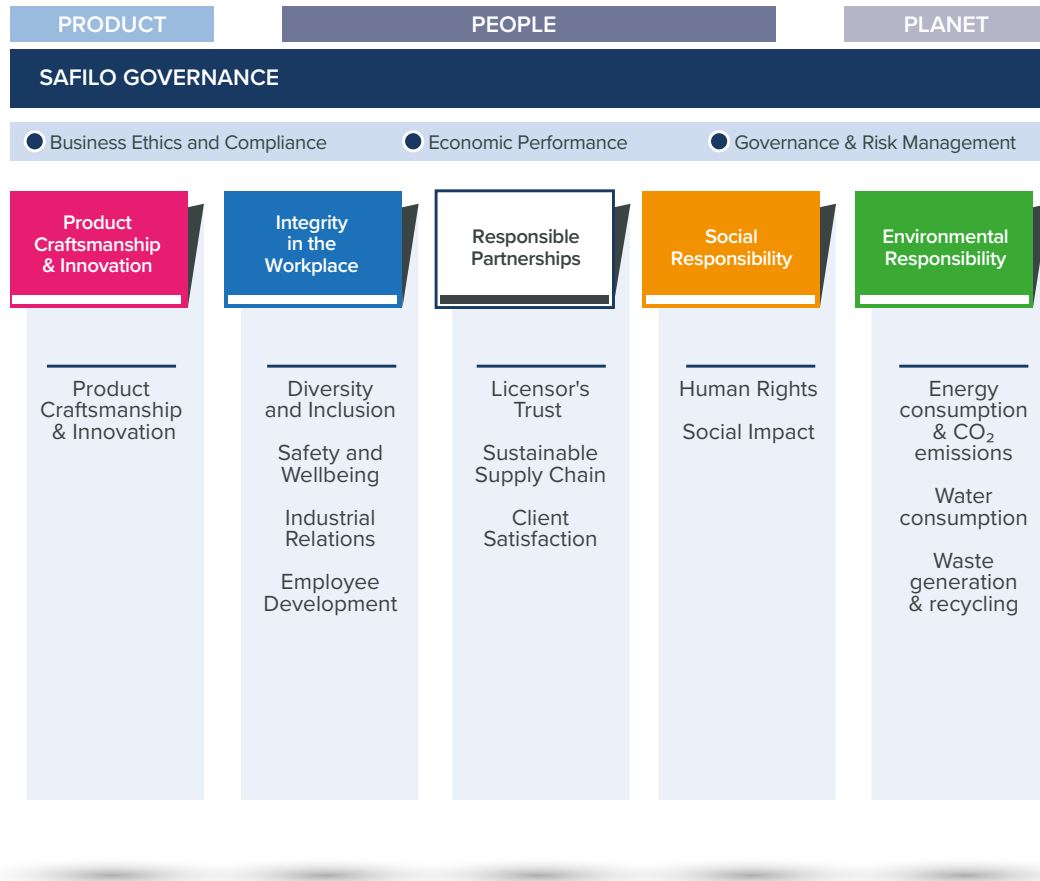 PRODUCT
PEOPLE
PLANET
SAFILO GOVERNANCE
Business Ethics and Compliance
Economic Performance
Governance & Risk Management
Product
Craftsmanship
& Innovation
Integrity
in the
Workplace
Responsible
Partnerships
Social
Responsibility
Environmental
Responsibility
Product
Craftsmanship
& Innovation
Diversity
and Inclusion
Safety and
Wellbeing
Industrial
Relations
Employee
Development
Licensor's
Trust
Sustainable
Supply Chain
Client
Satisfaction
Human Rights
Social Impact
Energy
consumption
& CO₂
emissions
Water
consumption
Waste
generation
& recycling